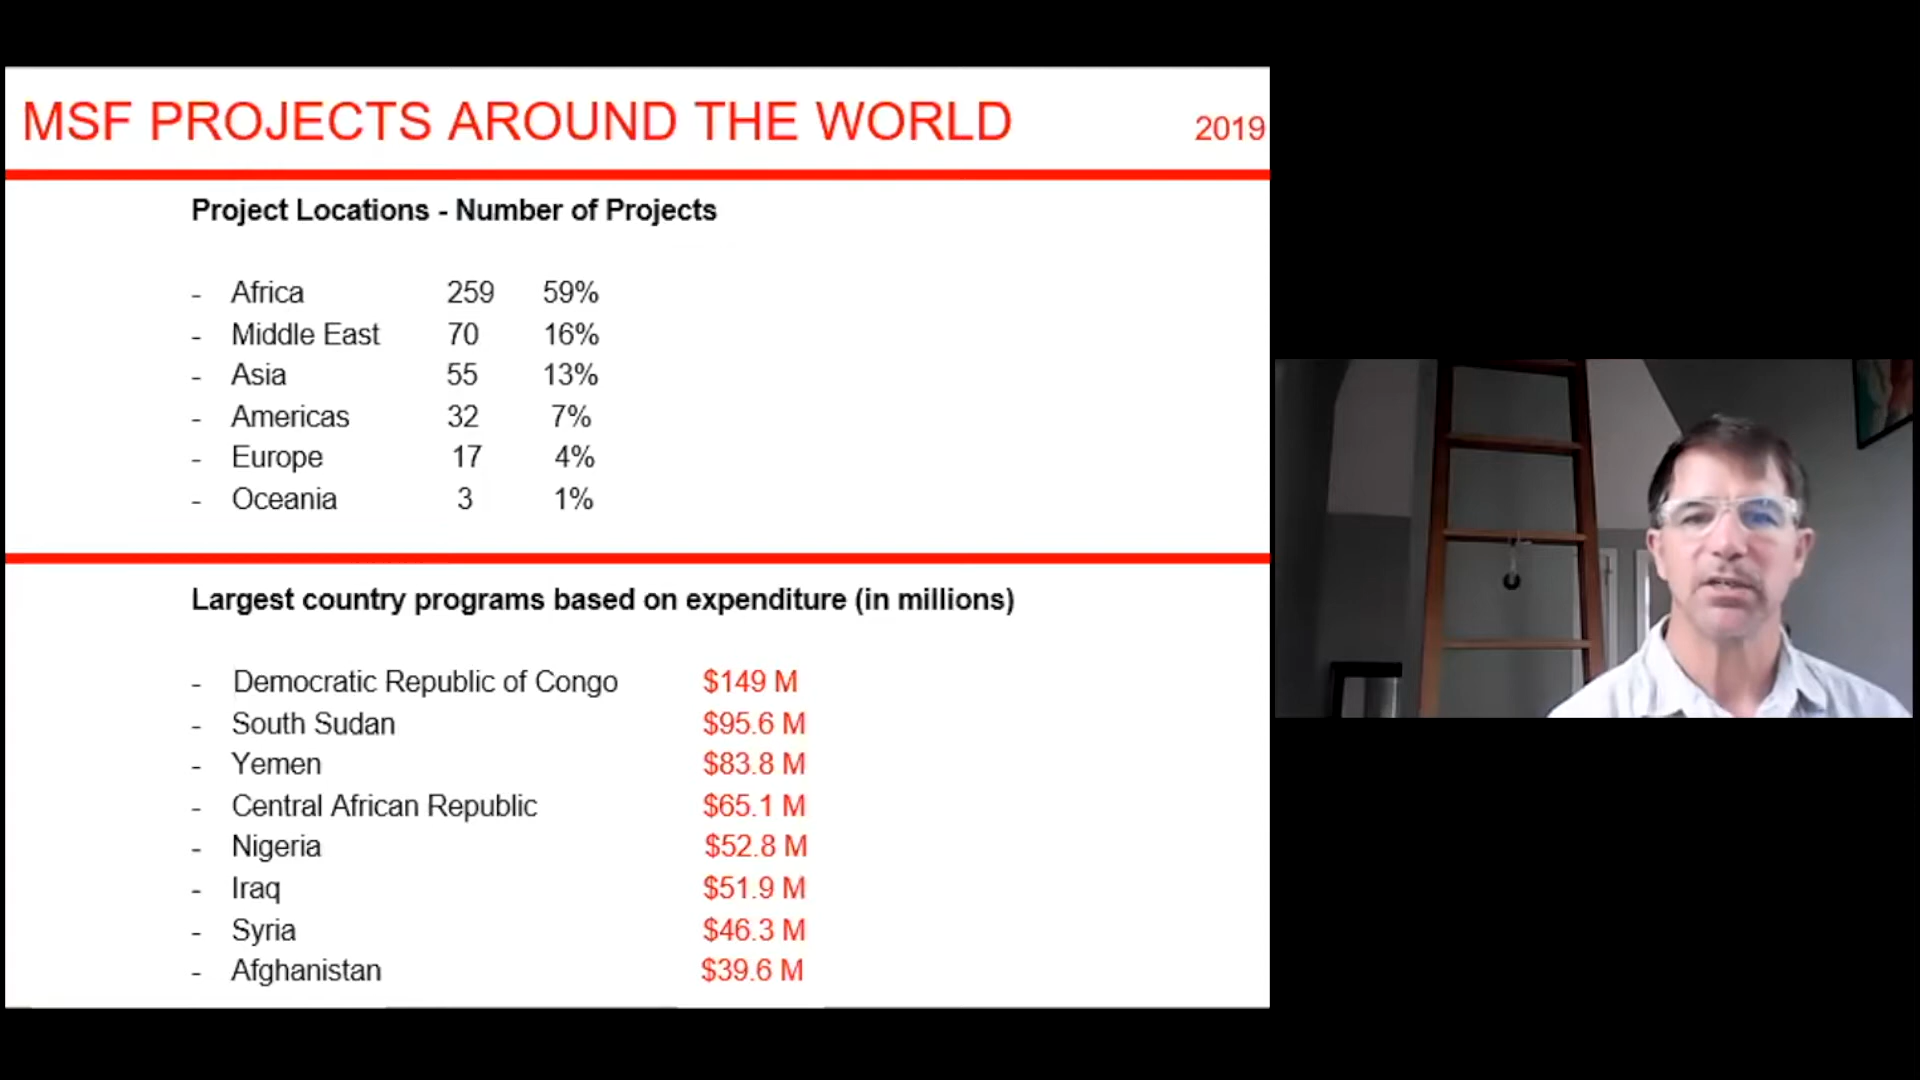 MSF PROJECTS AROUND THE WORLD 2019
Project Locations - Number of Projects
- Africa 259 59%
- Middle East 70 16%
- Asia 55 13%
- Americas 32 7%
- Europe 17 4%
- Oceania 3 1%
Largest country programs based on expenditure (in millions)
- Democratic Republic of Congo $149 M
- South Sudan $95.6 M
- Yemen $83.8 M
- Central African Republic $65.1 M
- Nigeria $52.8 M
- Iraq $51.9 M
- Syria $46.3 M
- Afghanistan $39.6 M